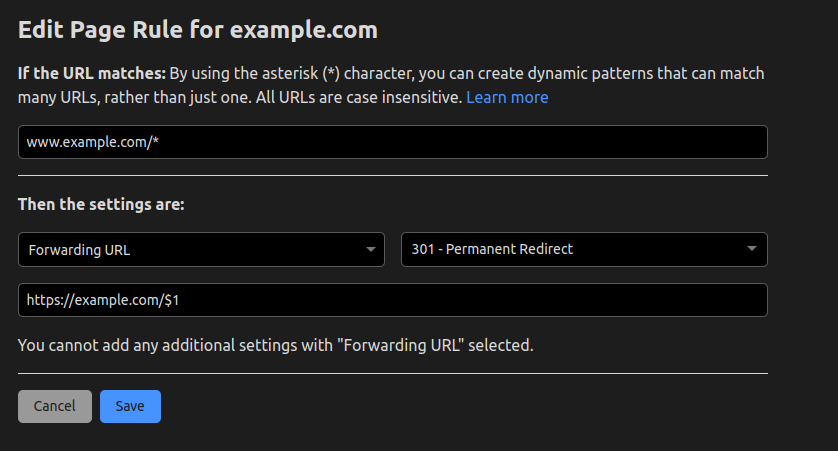 Edit Page Rule for example.com
If the URL matches: By using the asterisk (*) character, you can create dynamic patterns that can match
many URLs, rather than just one. All URLs are case insensitive. Learn more
www.example.com/*
Then the settings are:
Forwarding URL
301 - Permanent Redirect
https://example.com/$1
You cannot add any additional settings with "Forwarding URL" selected.
Cancel
Save